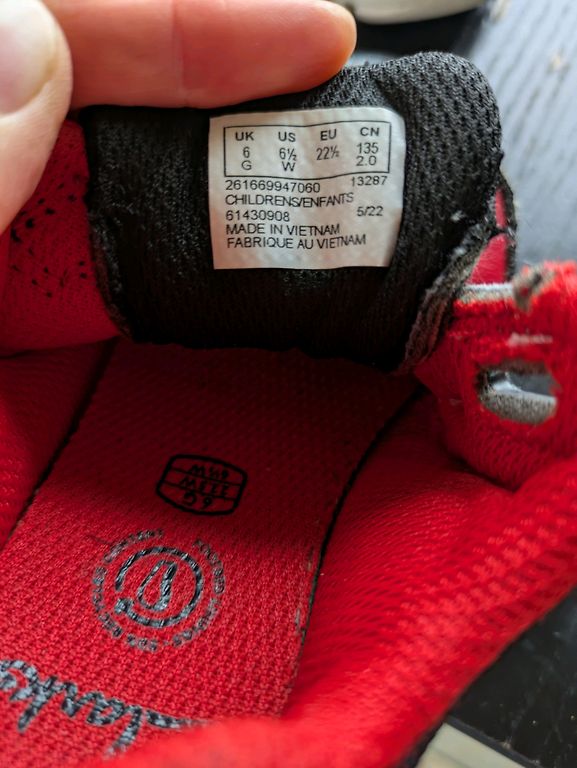 UK US EU CN
6 6½ 22½ 135
G W 2.0
261669947060 13287
CHILDRENS/ENFANTS
61430908 5/22
MADE IN VIETNAM
FABRIQUE AU VIETNAM
6G